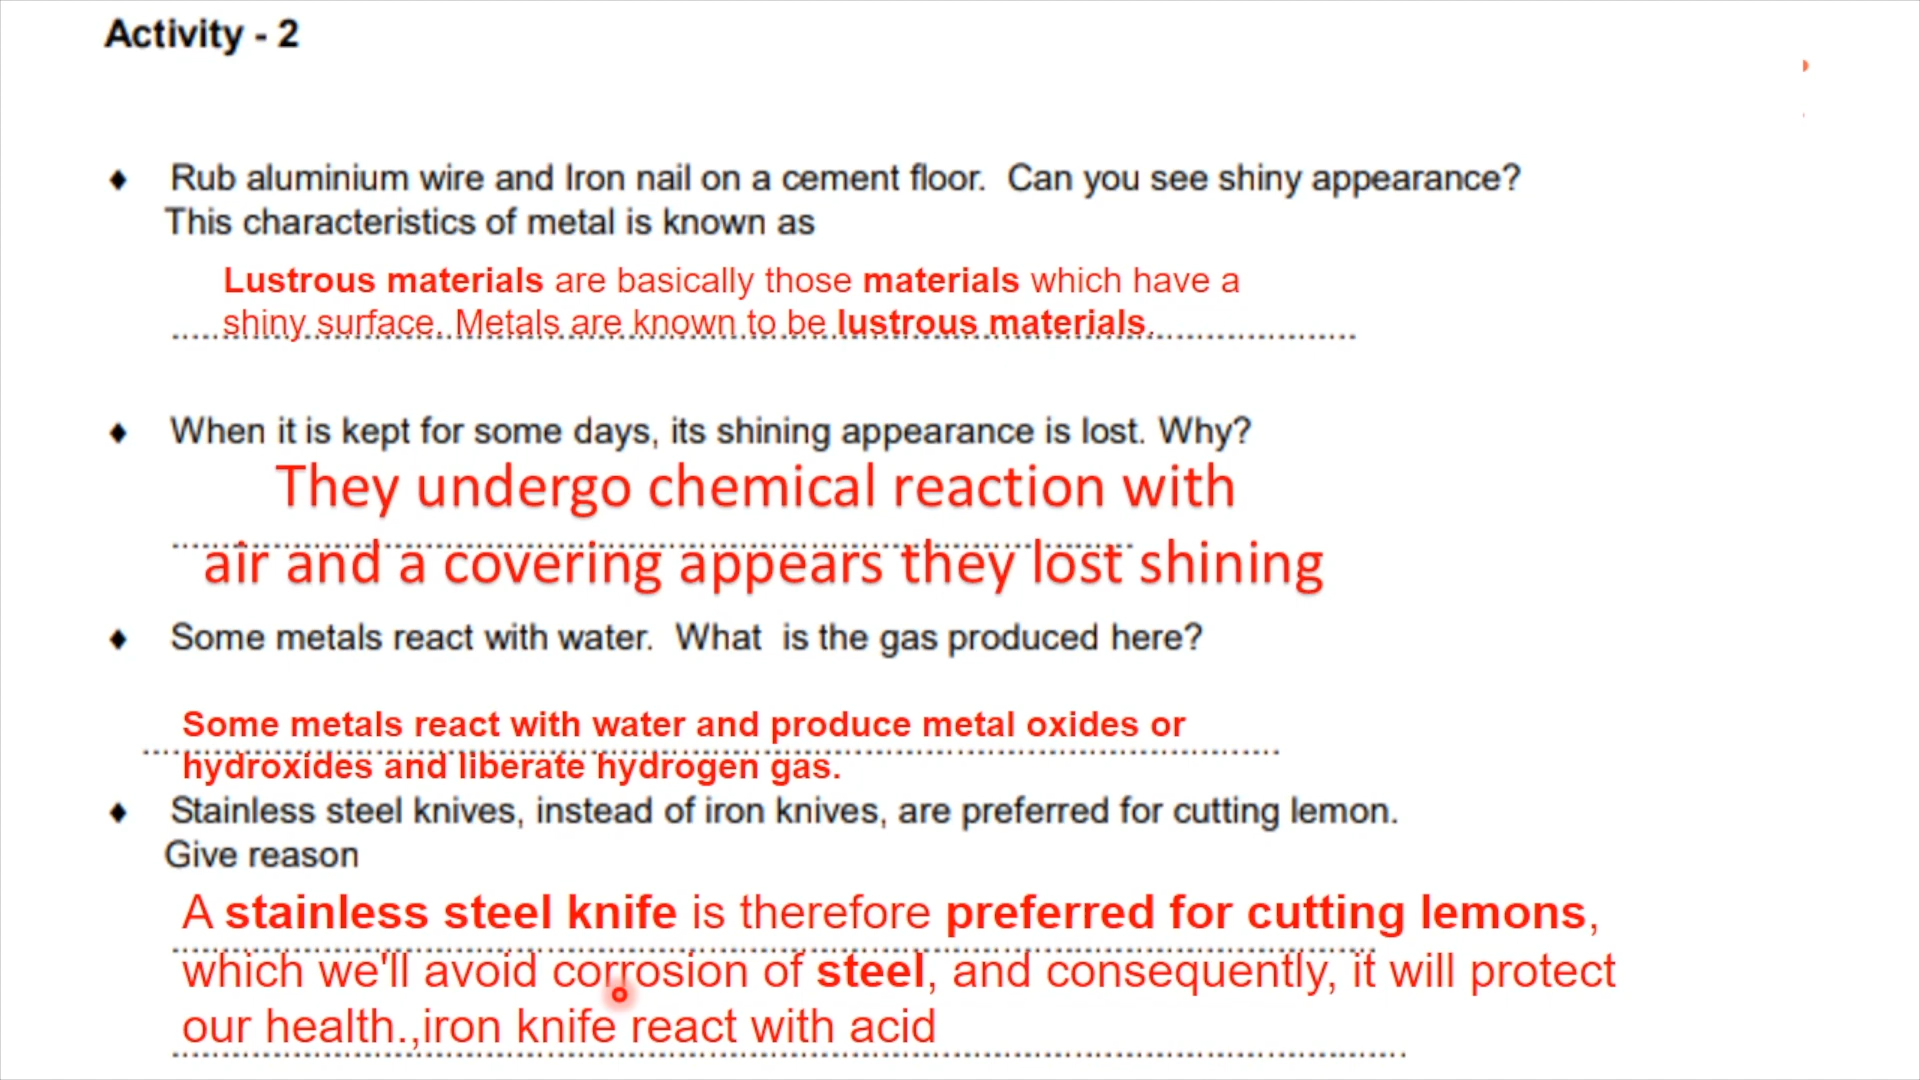 Activity - 2
Rub aluminium wire and Iron nail on a cement floor. Can you see shiny appearance?
This characteristics of metal is known as
Lustrous materials are basically those materials which have a
shiny surface. Metals are known to be lustrous materials.
When it is kept for some days, its shining appearance is lost. Why?
They undergo chemical reaction with
air and a covering appears they lost shining
Some metals react with water. What is the gas produced here?
Some metals react with water and produce metal oxides or
hydroxides and liberate hydrogen gas.
Stainless steel knives, instead of iron knives, are preferred for cutting lemon.
Give reason
A stainless steel knife is therefore preferred for cutting lemons,
which we'll avoid corrosion of steel, and consequently, it will protect
our health.,iron knife react with acid